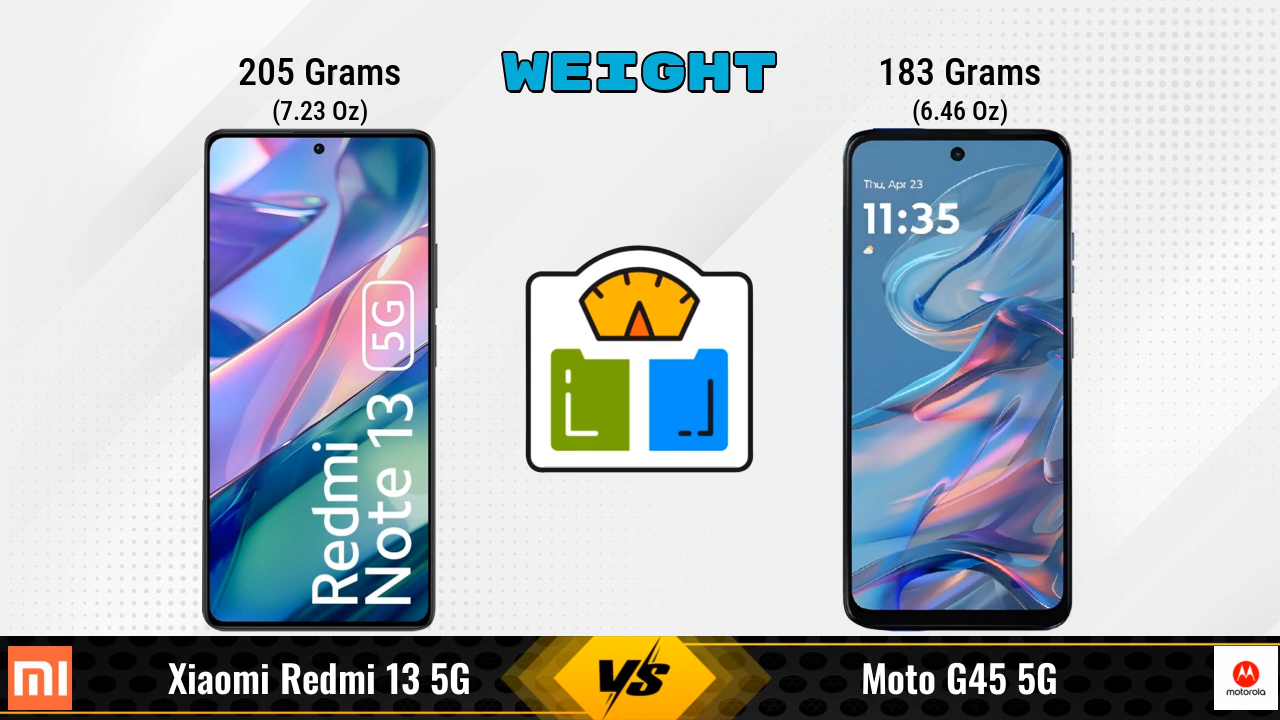 WEIGHT
205 Grams
(7.23 Oz)
183 Grams
(6.46 Oz)
Redmi
Note 13 5G
Thu, Apr 23
11:35
mi
Xiaomi Redmi 13 5G
VS
Moto G45 5G
motorola